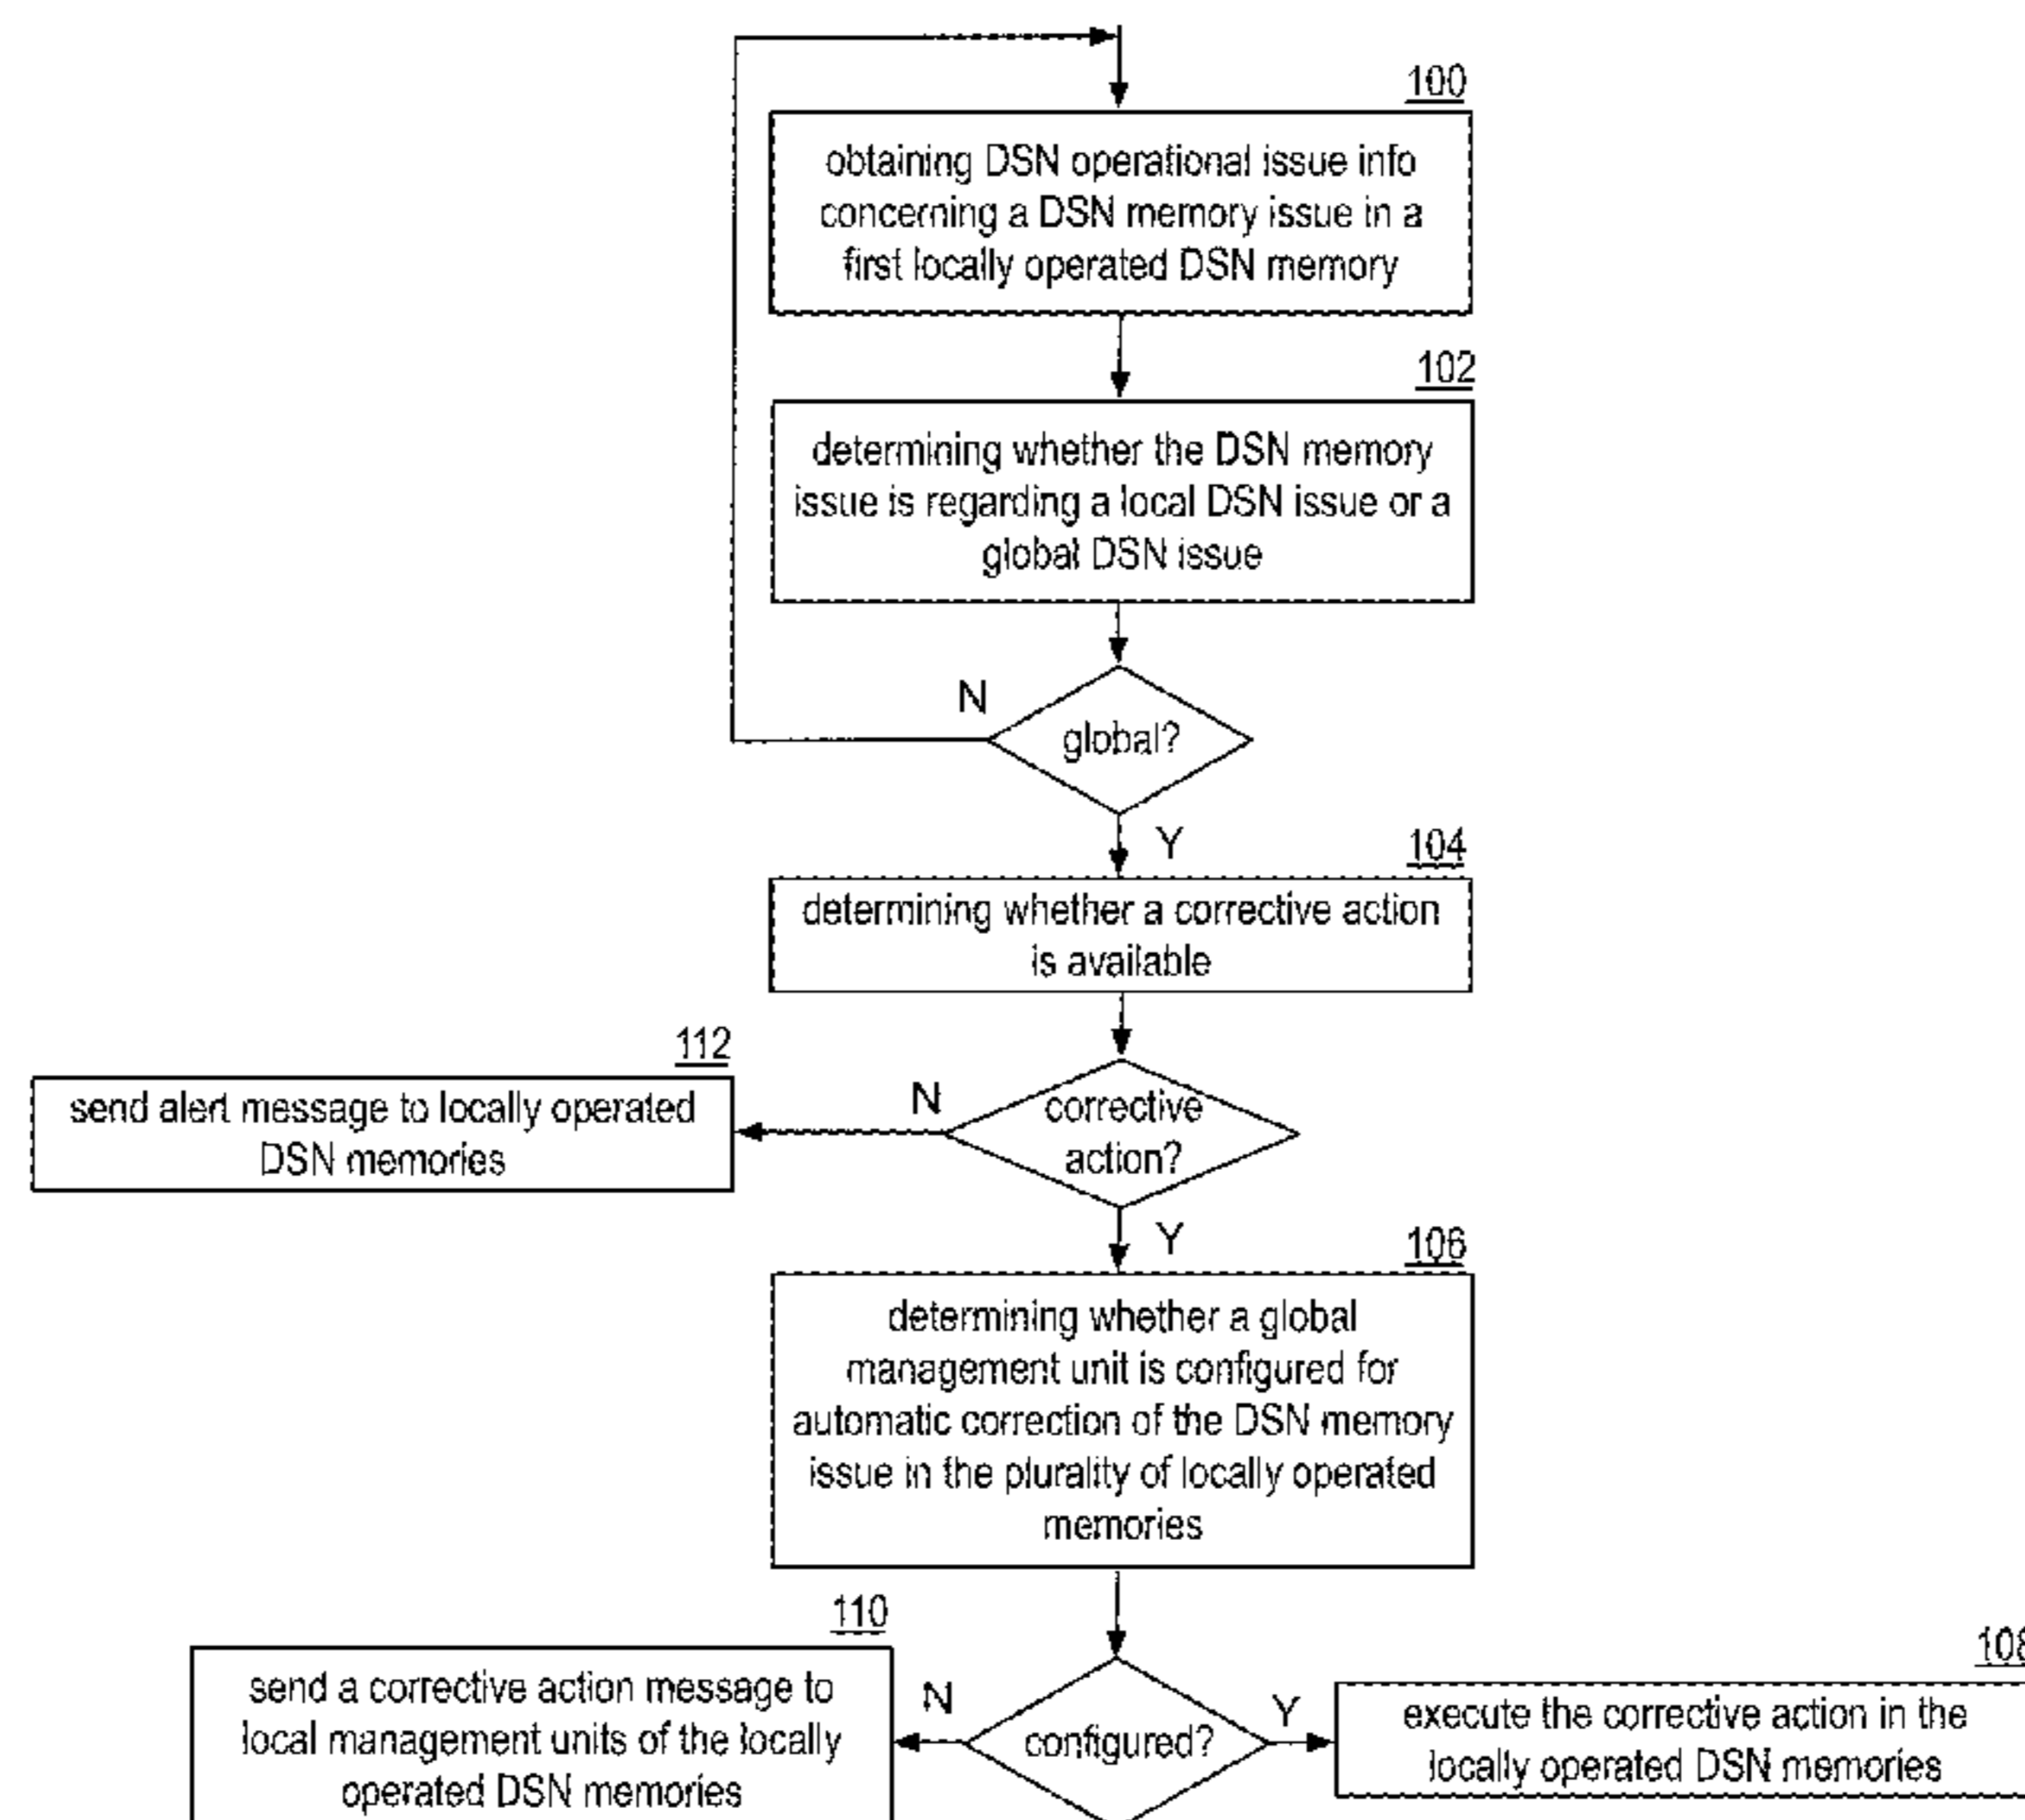 100
obtaining DSN operational issue info
concerning a DSN memory issue in a
first locally operated DSN memory
102
determining whether the DSN memory
issue is regarding a local DSN issue or a
global DSN issue
N
global?
Y
104
determining whether a corrective action
is available
112
send alert message to locally operated
DSN memories
N
corrective
action?
Y
106
determining whether a global
management unit is configured for
automatic correction of the DSN memory
issue in the plurality of locally operated
memories
110
send a corrective action message to
local management units of the locally
operated DSN memories
N
configured?
Y
108
execute the corrective action in the
locally operated DSN memories